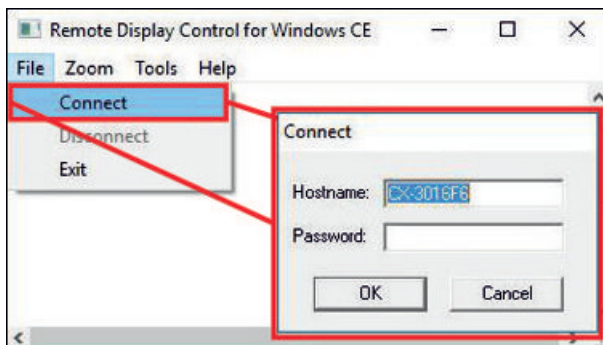 Remote Display Control for Windows CE
File Zoom Tools Help
Connect
Disconnect
Exit
Connect
Hostname: CX-3016F6
Password:
OK Cancel